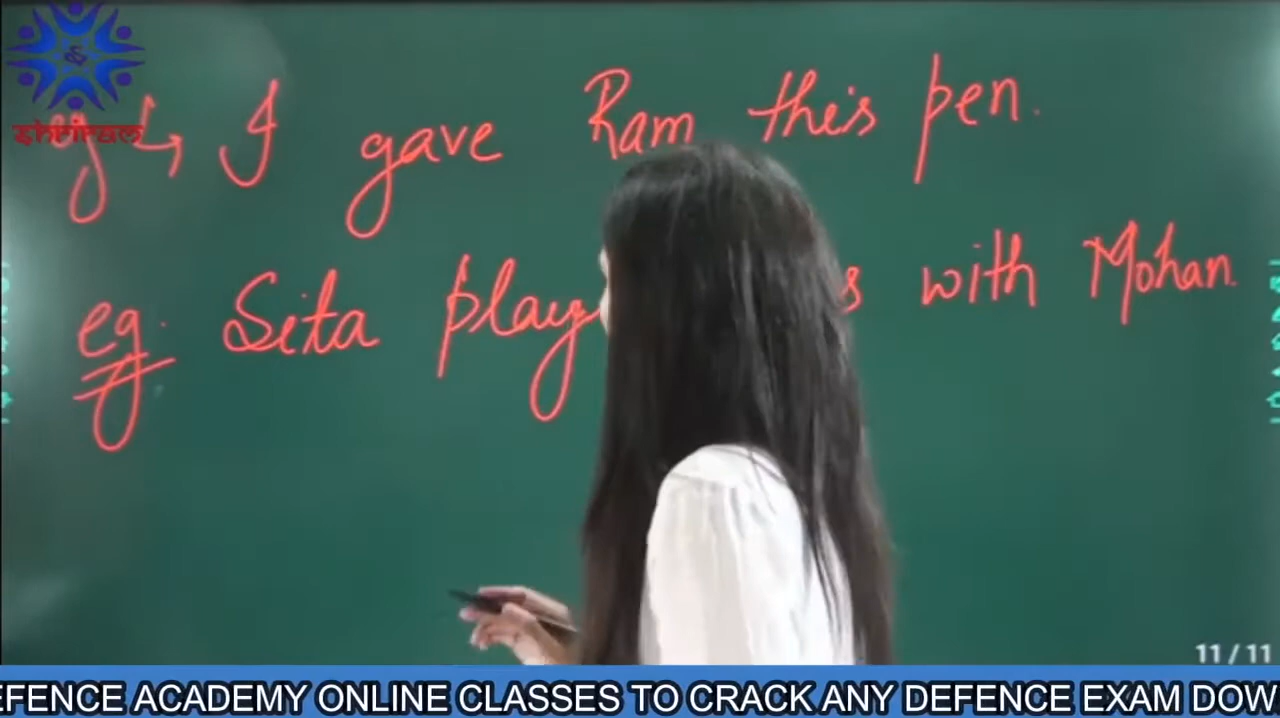 SHRIRAM
eg → I gave Ram this pen.
eg. Sita play s with Mohan.
11/11
EFENCE ACADEMY ONLINE CLASSES TO CRACK ANY DEFENCE EXAM DOW